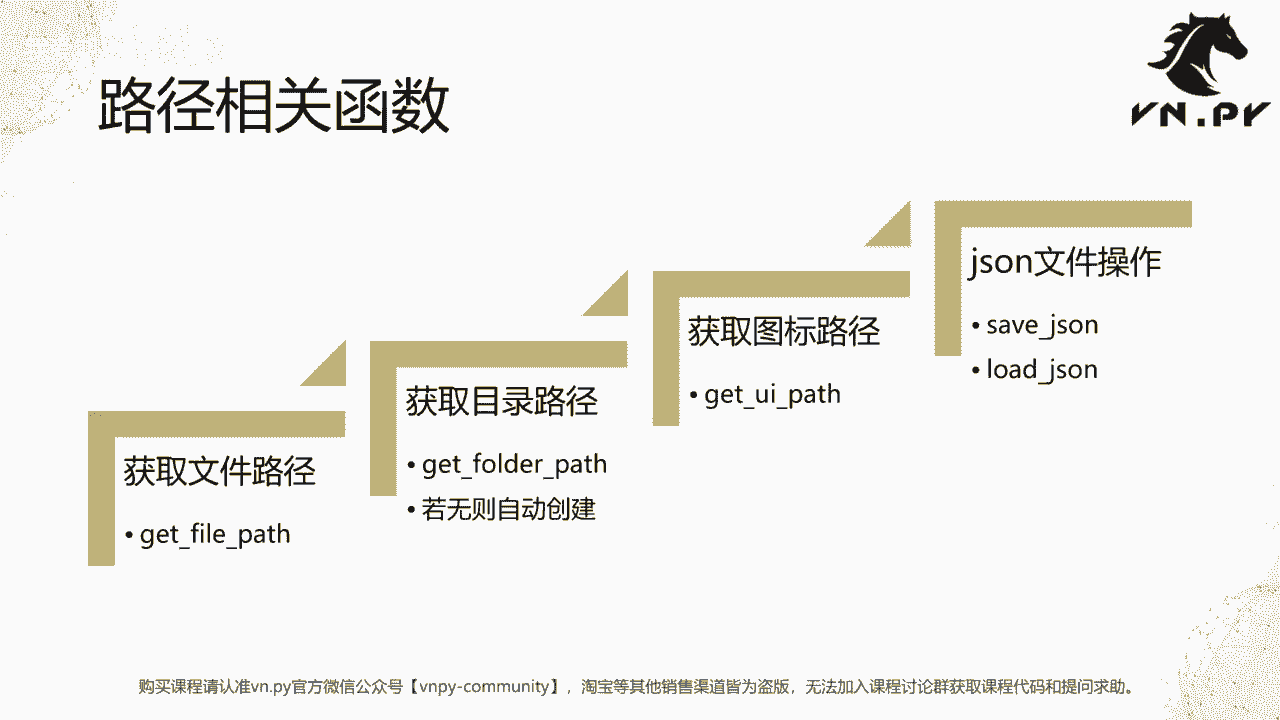 路径相关函数
VN.PY
获取文件路径
• get_file_path
获取目录路径
• get_folder_path
• 若无则自动创建
获取图标路径
• get_ui_path
json文件操作
• save_json
• load_json
购买课程请认准vn.py官方微信公众号【vnpy-community】，淘宝等其他销售渠道皆为盗版，无法加入课程讨论群获取课程代码和提问求助。